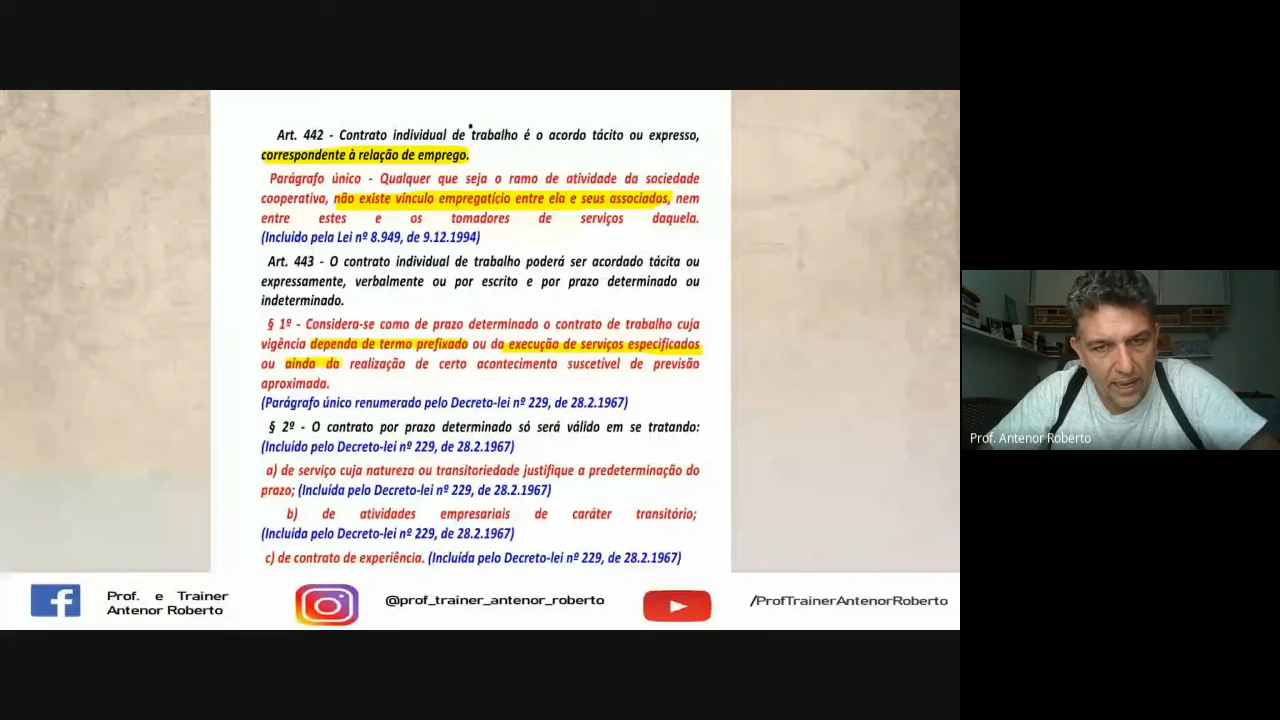 Art. 442 - Contrato individual de trabalho é o acordo tácito ou expresso,
correspondente à relação de emprego.
Parágrafo único - Qualquer que seja o ramo de atividade da sociedade
cooperativa, não existe vínculo empregatício entre ela e seus associados, nem
entre estes e os tomadores de serviços daquela.
(Incluído pela Lei nº 8.949, de 9.12.1994)
Art. 443 - O contrato individual de trabalho poderá ser acordado tácita ou
expressamente, verbalmente ou por escrito e por prazo determinado ou
indeterminado.
§ 1º - Considera-se como de prazo determinado o contrato de trabalho cuja
vigência dependa de termo prefixado ou da execução de serviços especificados
ou ainda da realização de certo acontecimento suscetível de previsão
aproximada.
(Parágrafo único renumerado pelo Decreto-lei nº 229, de 28.2.1967)
§ 2º - O contrato por prazo determinado só será válido em se tratando:
(Incluído pelo Decreto-lei nº 229, de 28.2.1967)
a) de serviço cuja natureza ou transitoriedade justifique a predeterminação do
prazo; (Incluída pelo Decreto-lei nº 229, de 28.2.1967)
b) de atividades empresariais de caráter transitório;
(Incluída pelo Decreto-lei nº 229, de 28.2.1967)
c) de contrato de experiência. (Incluída pelo Decreto-lei nº 229, de 28.2.1967)
Prof. e Trainer
Antenor Roberto
@prof_trainer_antenor_roberto
/ProfTrainerAntenorRoberto
Prof. Antenor Roberto